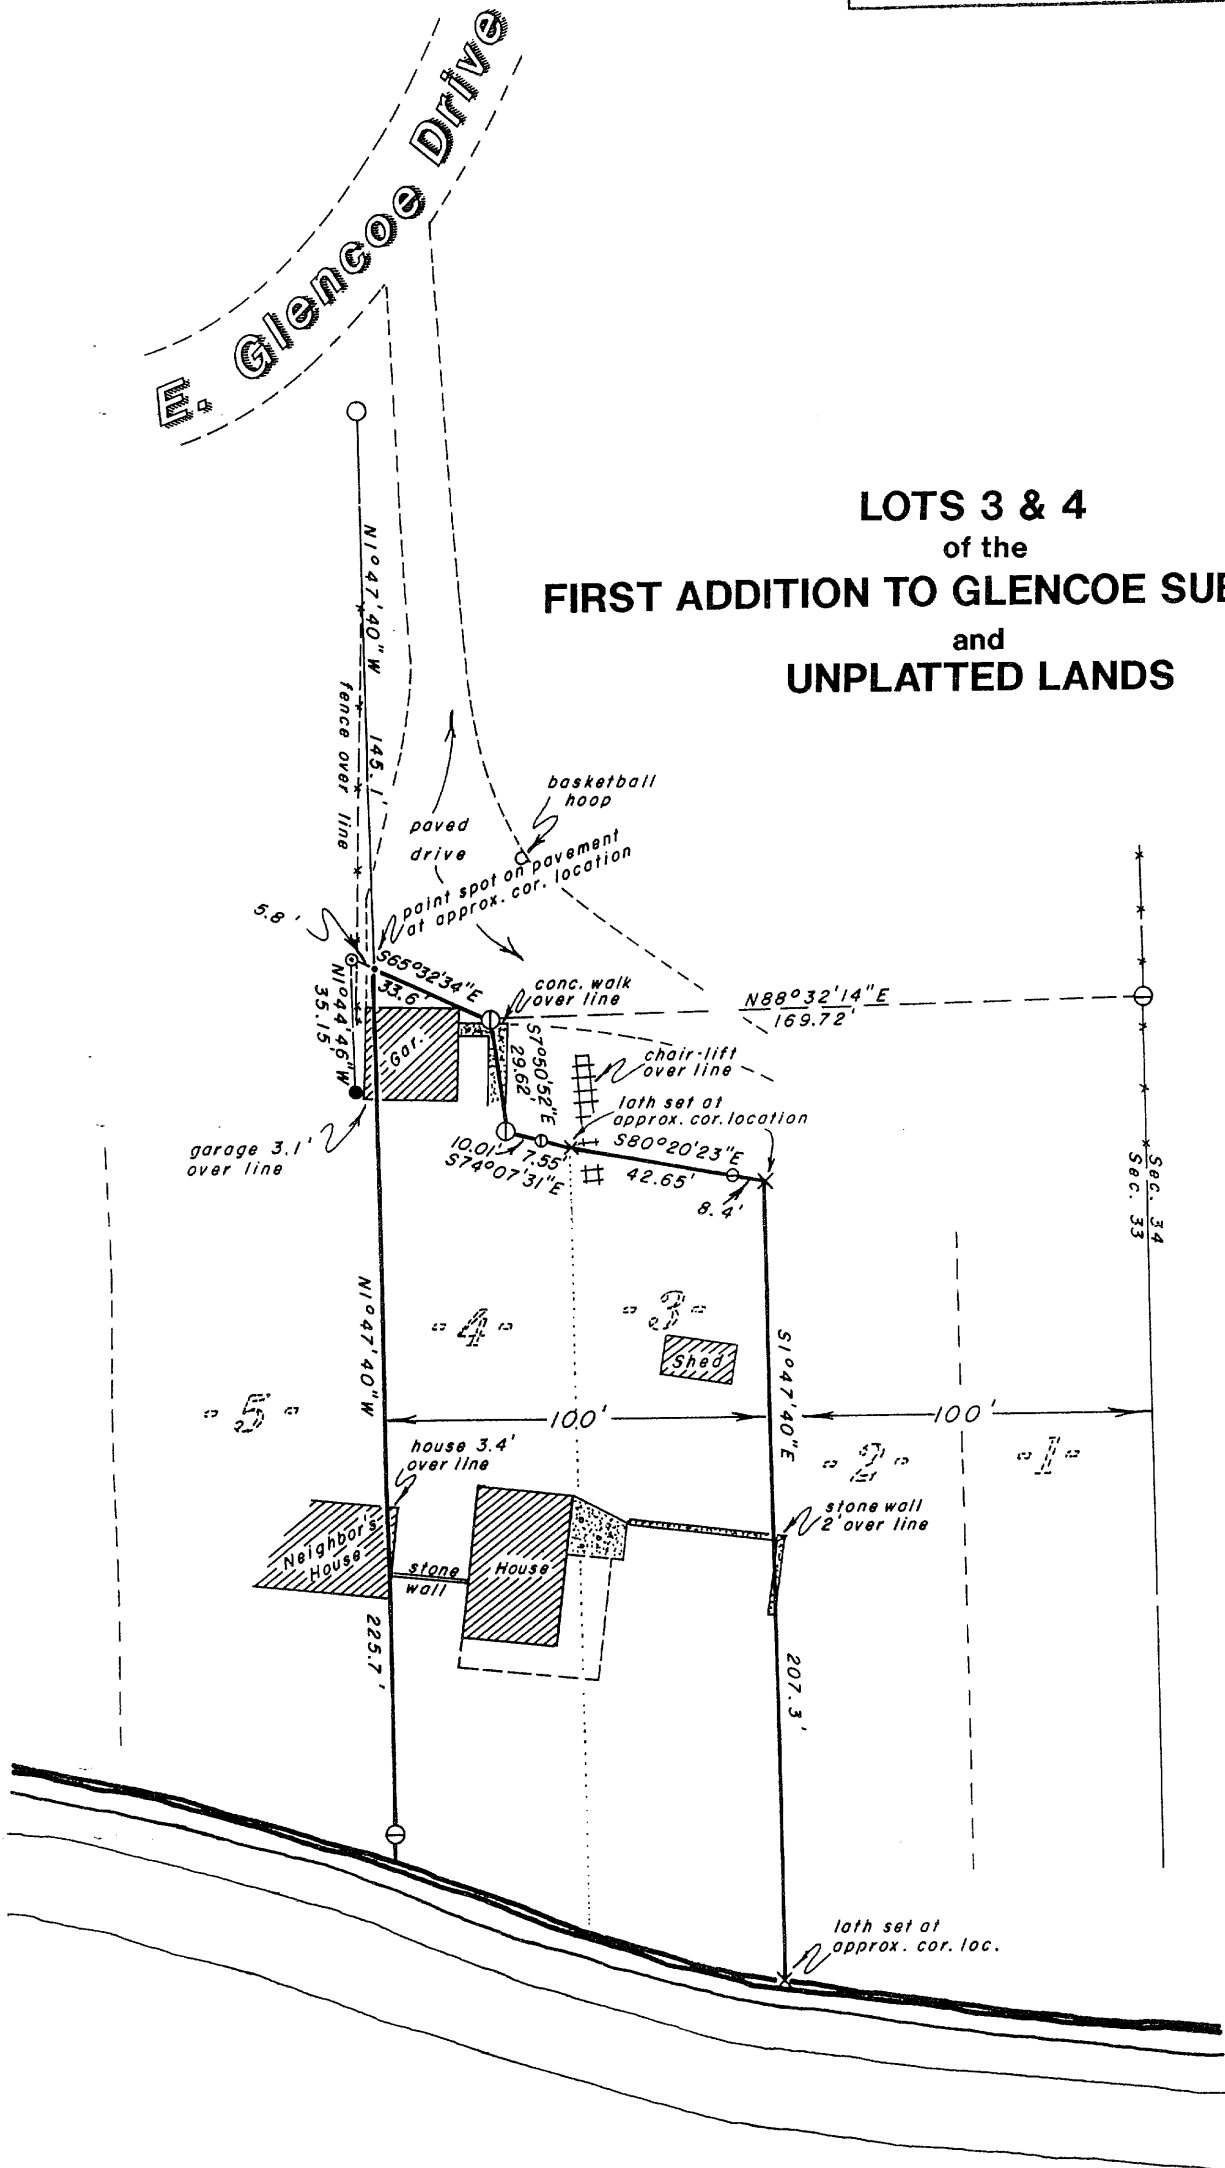 E. Glencoe Drive
LOTS 3 & 4
of the
FIRST ADDITION TO GLENCOE SUB
and
UNPLATTED LANDS
N1°47'40"W 145.1'
fence over line
basketball
hoop
paved
drive
paint spot on pavement
at approx. cor. location
5.8'
S65°32'34"E
33.6'
conc. walk
over line
N88°32'14"E
169.72'
N1°44'46"W
35.15'
Gar.
S7°50'52"E
29.62'
chair-lift
over line
lath set at
approx. cor. location
garage 3.1'
over line
10.01'
7.55'
S74°07'31"E
S80°20'23"E
42.65'
8.4'
Sec. 34
Sec. 33
N1°47'40"W
-4-
-3-
Shed
S1°47'40"E
-5-
100'
100'
-2-
-1-
house 3.4'
over line
stone wall
2' over line
Neighbor's
House
stone
wall
House
225.7'
207.3'
lath set at
approx. cor. loc.